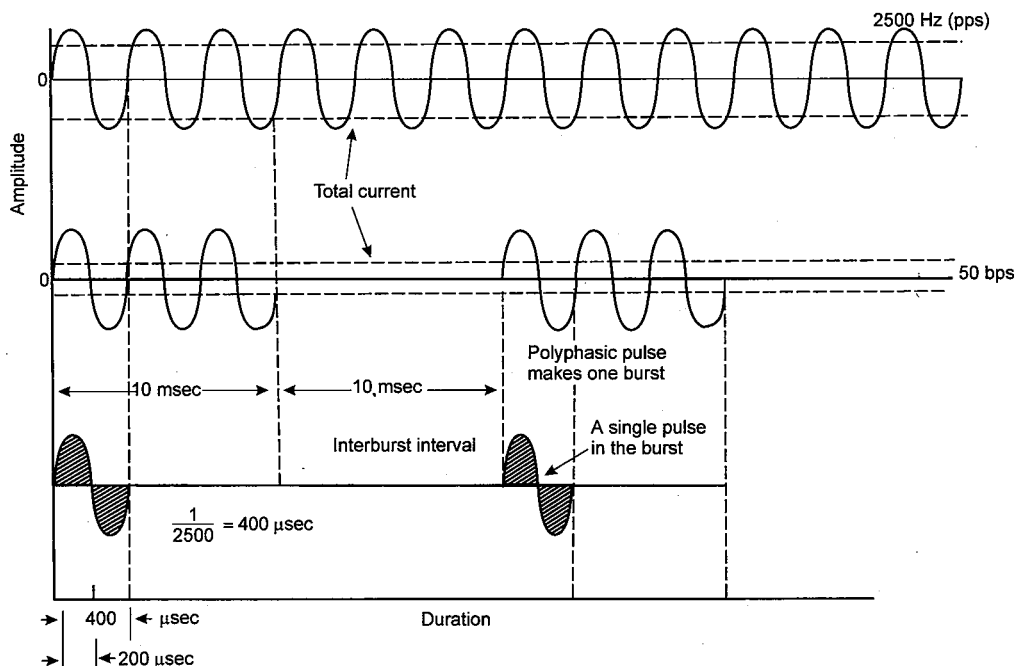 2500 Hz (pps)
0
Amplitude
Total current
0
50 bps
Polyphasic pulse
makes one burst
10 msec
10, msec
A single pulse
in the burst
Interburst interval
1/2500 = 400 µsec
400 µsec
Duration
200 µsec